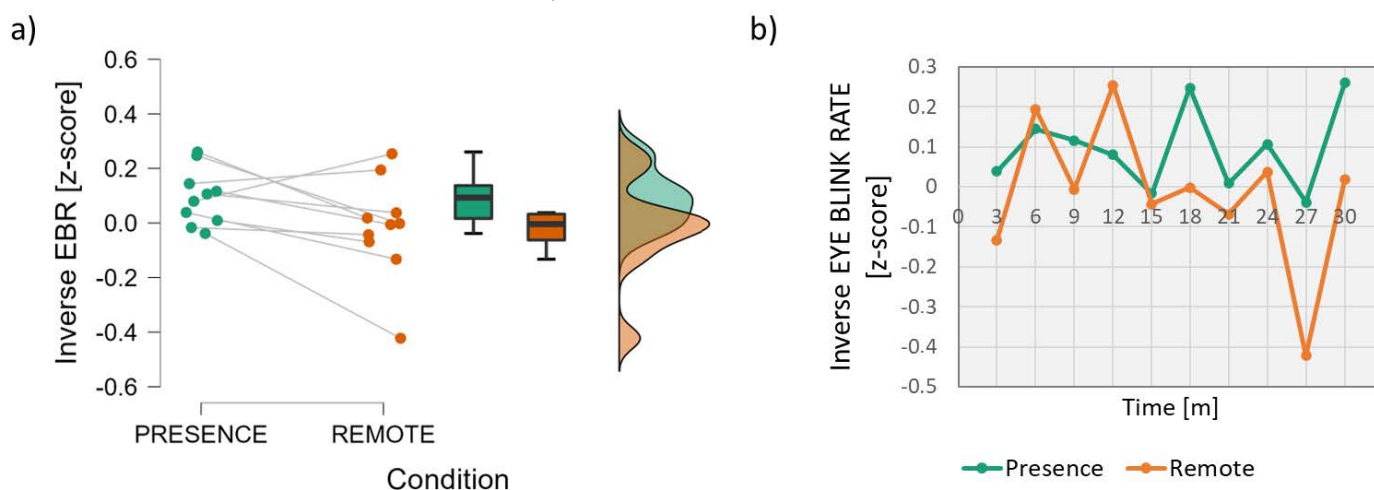 a)
Inverse EBR [z-score]
0.6
0.4
0.2
0.0
-0.2
-0.4
-0.6
PRESENCE REMOTE
Condition
b)
Inverse EYE BLINK RATE
[z-score]
0.3
0.2
0.1
0
-0.1
-0.2
-0.3
-0.4
-0.5
0 3 6 9 12 15 18 21 24 27 30
Time [m]
Presence Remote